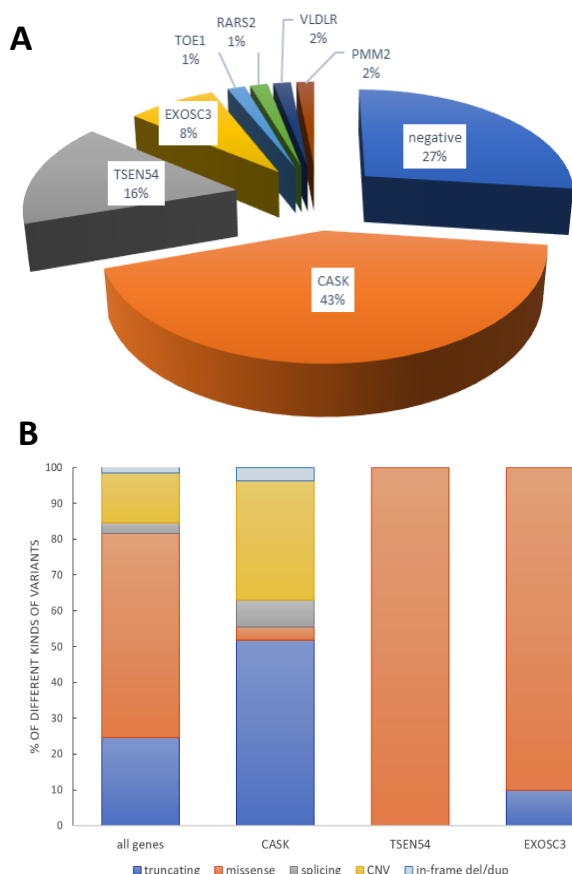 A
RARS2
1%
VLDLR
2%
TOE1
1%
PMM2
2%
EXOSC3
8%
negative
27%
TSEN54
16%
CASK
43%
B
% OF DIFFERENT KINDS OF VARIANTS
100
90
80
70
60
50
40
30
20
10
0
all genes CASK TSEN54 EXOSC3
truncating missense splicing CNV in-frame del/dup